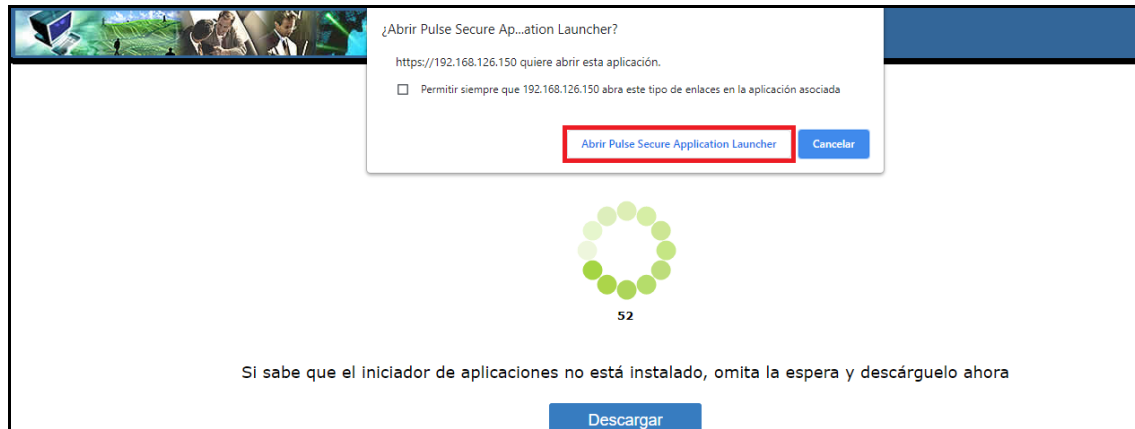 ¿Abrir Pulse Secure Ap...ation Launcher?
https://192.168.126.150 quiere abrir esta aplicación.
Permitir siempre que 192.168.126.150 abra este tipo de enlaces en la aplicación asociada
Abrir Pulse Secure Application Launcher Cancelar
52
Si sabe que el iniciador de aplicaciones no está instalado, omita la espera y descárguelo ahora
Descargar